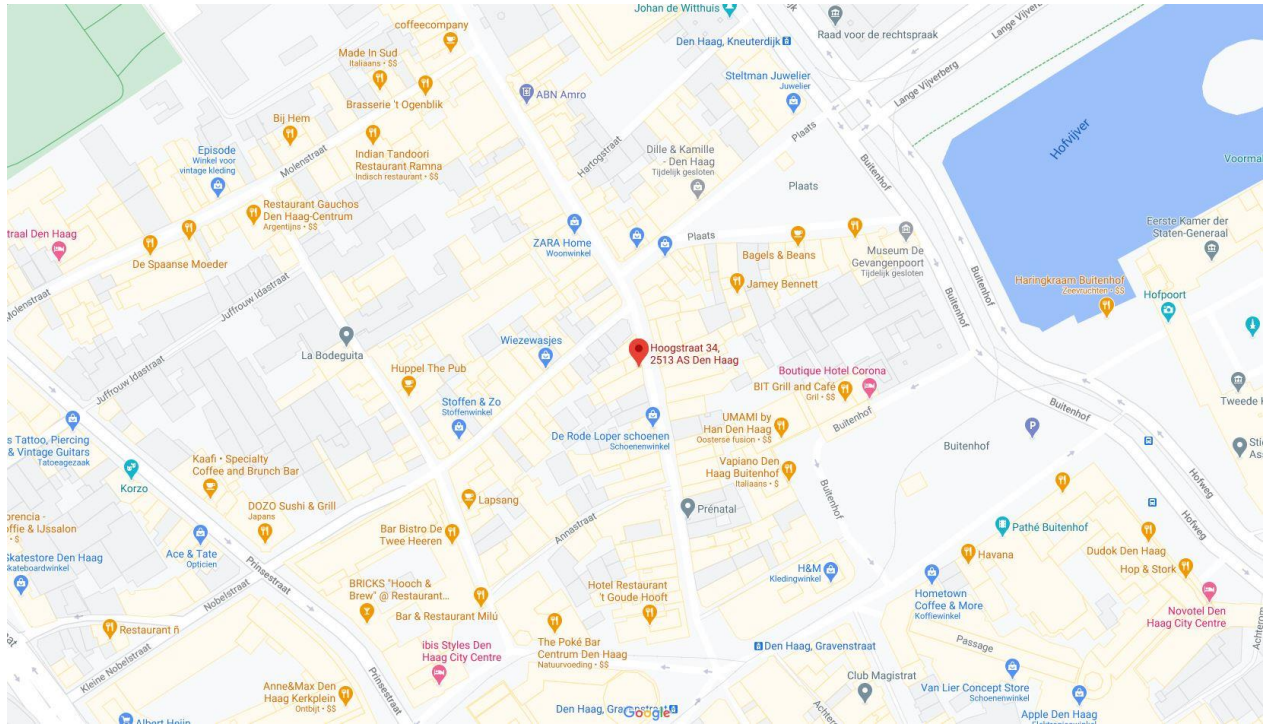 Johan de Witthuis
Raad voor de rechtspraak
Lange Vijverberg
coffeecompany
Den Haag, Kneuterdijk
Made In Sud
Italiaans • $$
Steltman Juwelier
Juwelier
Lange Vijverberg
ABN Amro
Brasserie 't Ogenblik
Bij Hem
Plaats
Hofvijver
Episode
Winkel voor
vintage kleding
Molenstraat
Indian Tandoori
Restaurant Ramna
Indisch restaurant • $$
Hartogstraat
Dille & Kamille
- Den Haag
Tijdelijk gesloten
Buitenhof
Plaats
Restaurant Gauchos
Den Haag-Centrum
Argentijns • $$
Eerste Kamer der
Staten-Generaal
traal Den Haag
ZARA Home
Woonwinkel
Plaats
De Spaanse Moeder
Bagels & Beans
Museum De
Gevangenpoort
Tijdelijk gesloten
Buitenhof
Haringkraam Buitenhof
Zeevruchten • $$
Jamey Bennett
Hofpoort
Molenstraat
Juffrouw Idastraat
Buitenhof
La Bodeguita
Wiezewasjes
Hoogstraat 34,
2513 AS Den Haag
Huppel The Pub
Boutique Hotel Corona
Juffrouw Idastraat
BIT Grill and Café
Gril • $$
Stoffen & Zo
Stoffenwinkel
Buitenhof
Buitenhof
UMAMI by
Han Den Haag
Oosterse fusion • $$
De Rode Loper schoenen
Schoenenwinkel
s Tattoo, Piercing
& Vintage Guitars
Tatoeagezaak
Buitenhof
P
Kaafi • Specialty
Coffee and Brunch Bar
Vapiano Den
Haag Buitenhof
Italiaans • $
Korzo
DOZO Sushi & Grill
Japans
Lapsang
Prénatal
Buitenhof
Annastraat
Hofweg
Pathé Buitenhof
Bar Bistro De
Twee Heeren
Ace & Tate
Opticien
Havana
Dudok Den Haag
Skatestore Den Haag
Skateboardwinkel
Prinsestraat
H&M
Kledingwinkel
Hop & Stork
Hofweg
BRICKS "Hooch &
Brew" @ Restaurant...
Hotel Restaurant
't Goude Hooft
Hometown
Coffee & More
Koffiewinkel
Nobelstraat
Bar & Restaurant Milú
Novotel Den
Haag City Centre
Restaurant ñ
ibis Styles Den
Haag City Centre
The Poké Bar
Centrum Den Haag
Natuurvoeding • $$
Den Haag, Gravenstraat
Passage
Kleine Nobelstraat
Prinsestraat
Club Magistrat
Van Lier Concept Store
Schoenenwinkel
Anne&Max Den
Haag Kerkplein
Ontbijt • $$
Den Haag, Gravenstraat
Google
Albert Heijn
Apple Den Haag